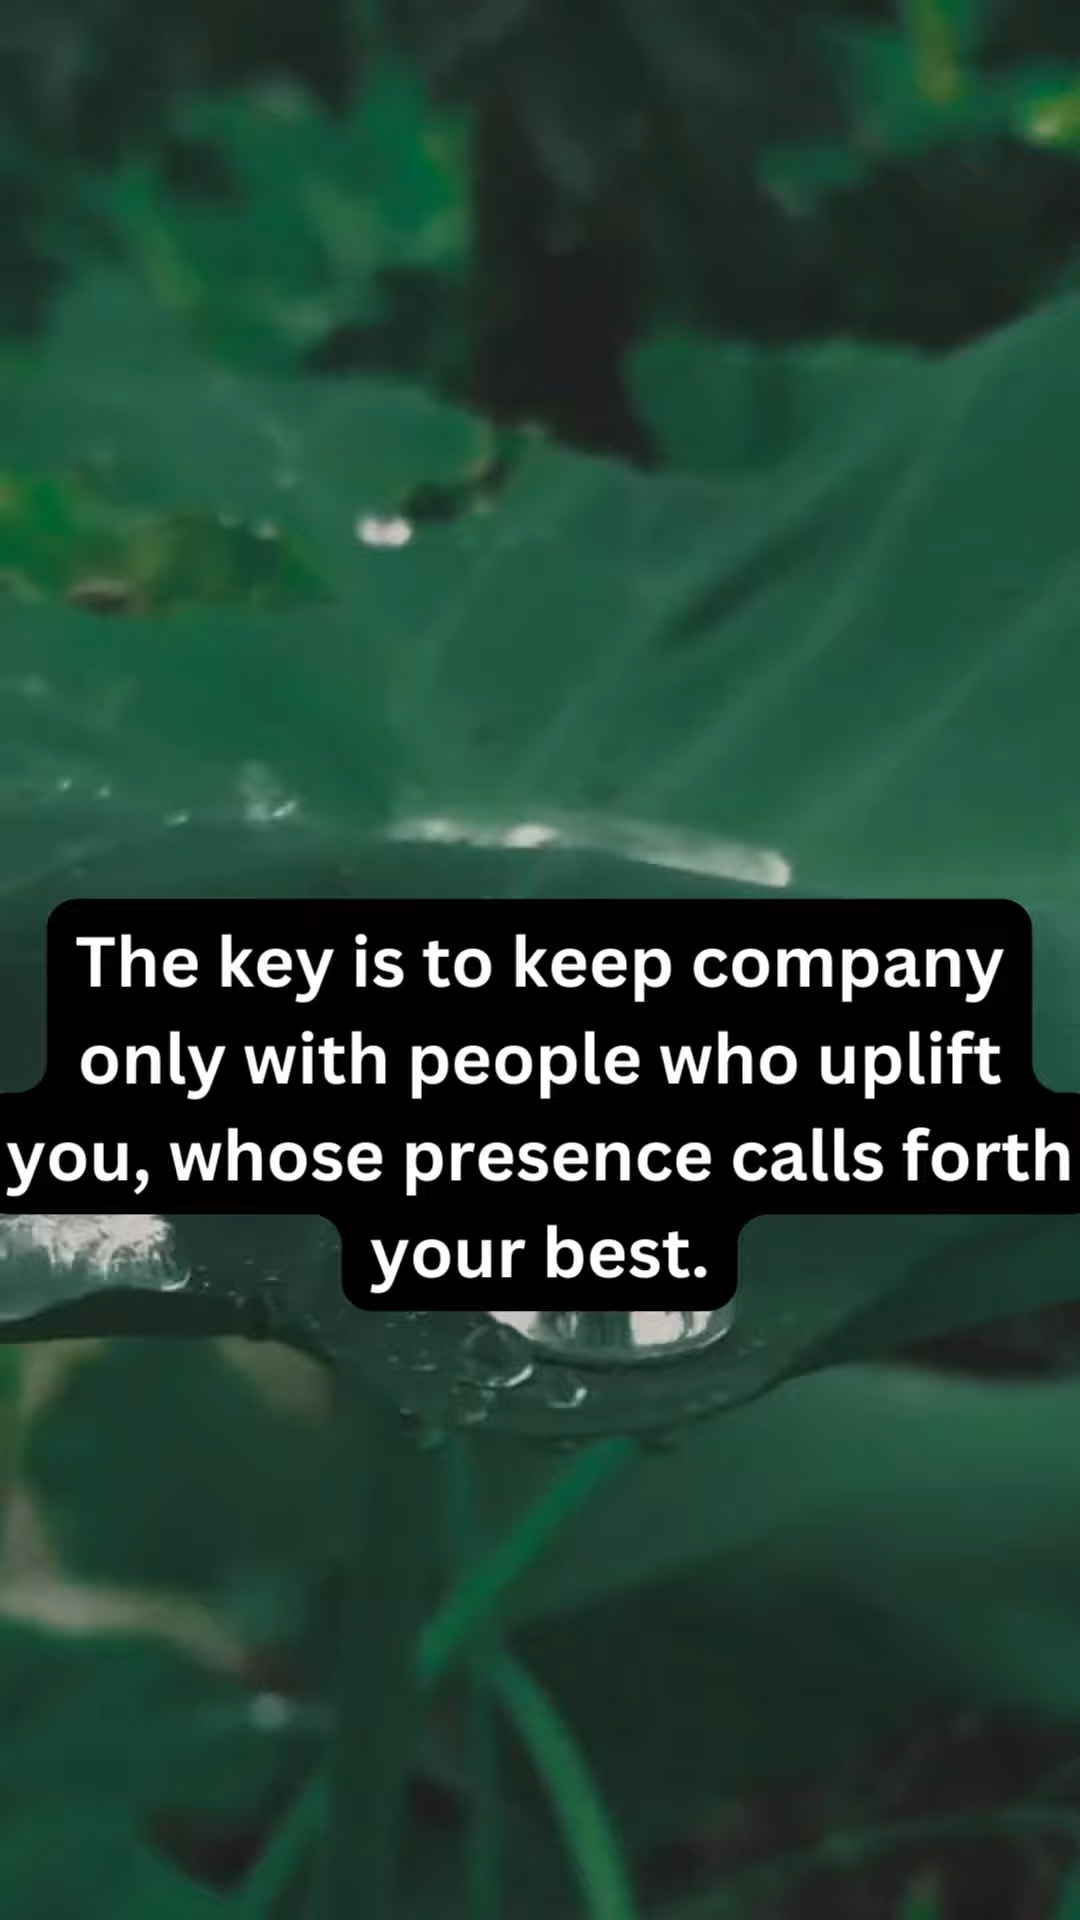 The key is to keep company
only with people who uplift
you, whose presence calls forth
your best.